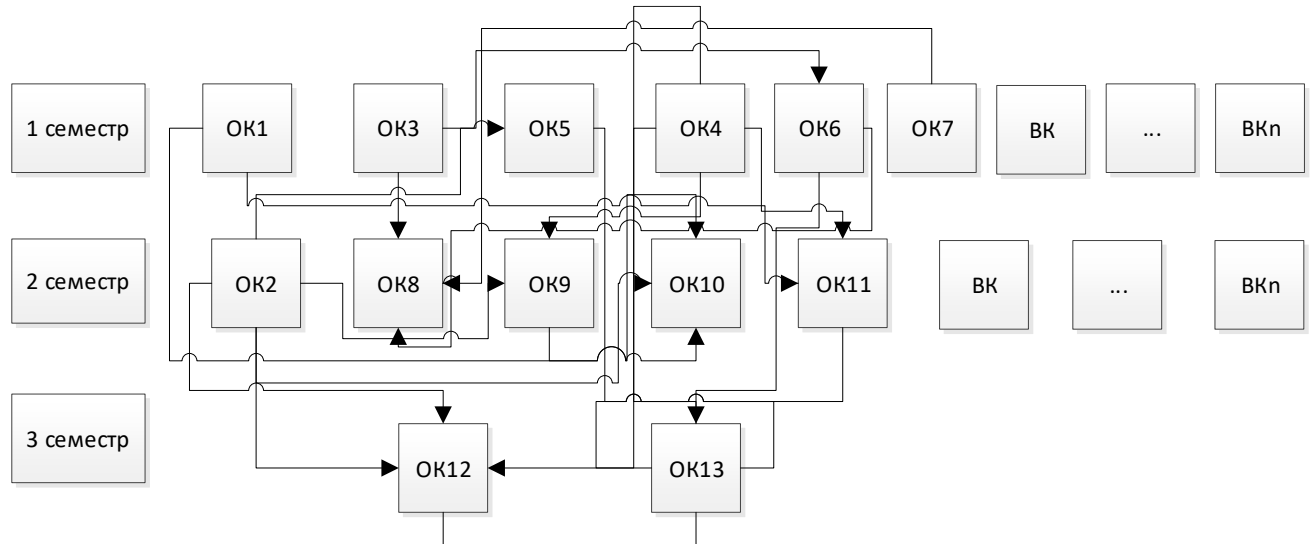 1 семестр
ОК1
ОК3
ОК5
ОК4
ОК6
ОК7
ВК
...
ВКn
2 семестр
ОК2
ОК8
ОК9
ОК10
ОК11
ВК
...
ВКn
3 семестр
ОК12
ОК13